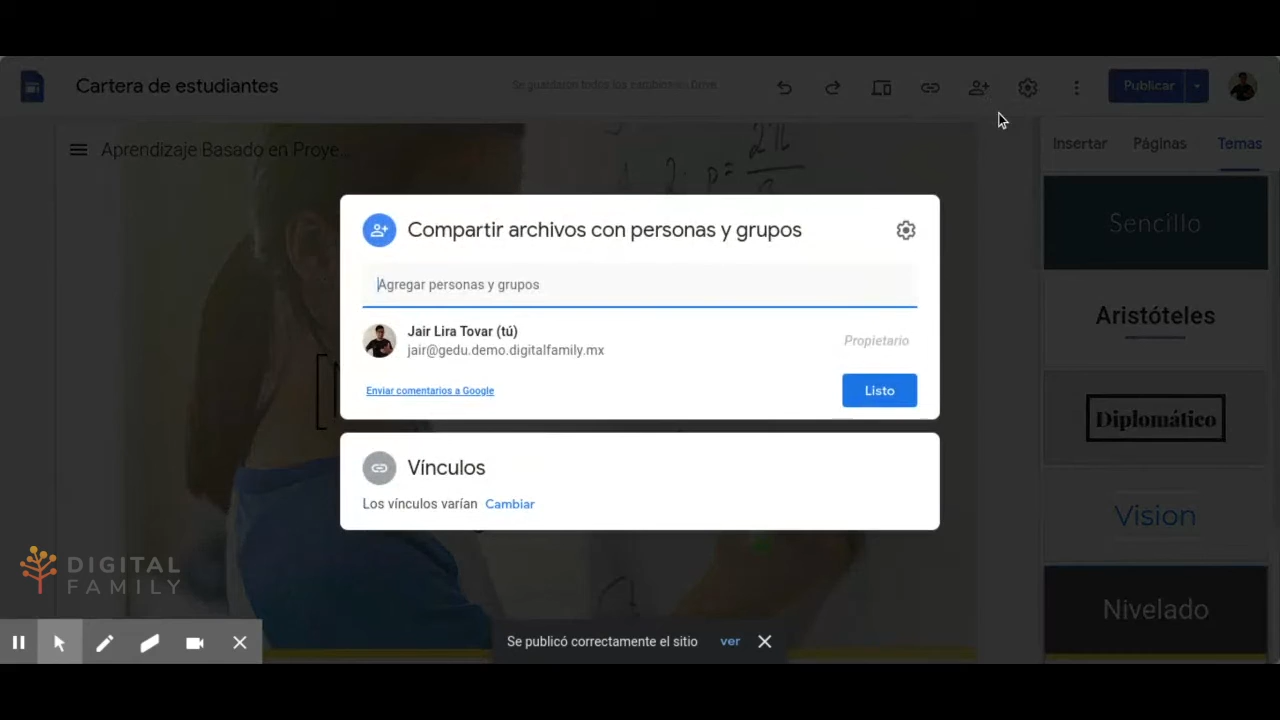 Cartera de estudiantes
Se guardaron todos los cambios en Drive
Publicar
Aprendizaje Basado en Proye...
Insertar
Páginas
Temas
Compartir archivos con personas y grupos
Agregar personas y grupos
Jair Lira Tovar (tú)
jair@gedu.demo.digitalfamily.mx
Propietario
Enviar comentarios a Google
Listo
Vínculos
Los vínculos varían Cambiar
Sencillo
Aristóteles
Diplomático
Vision
Nivelado
DIGITAL
FAMILY
Se publicó correctamente el sitio ver